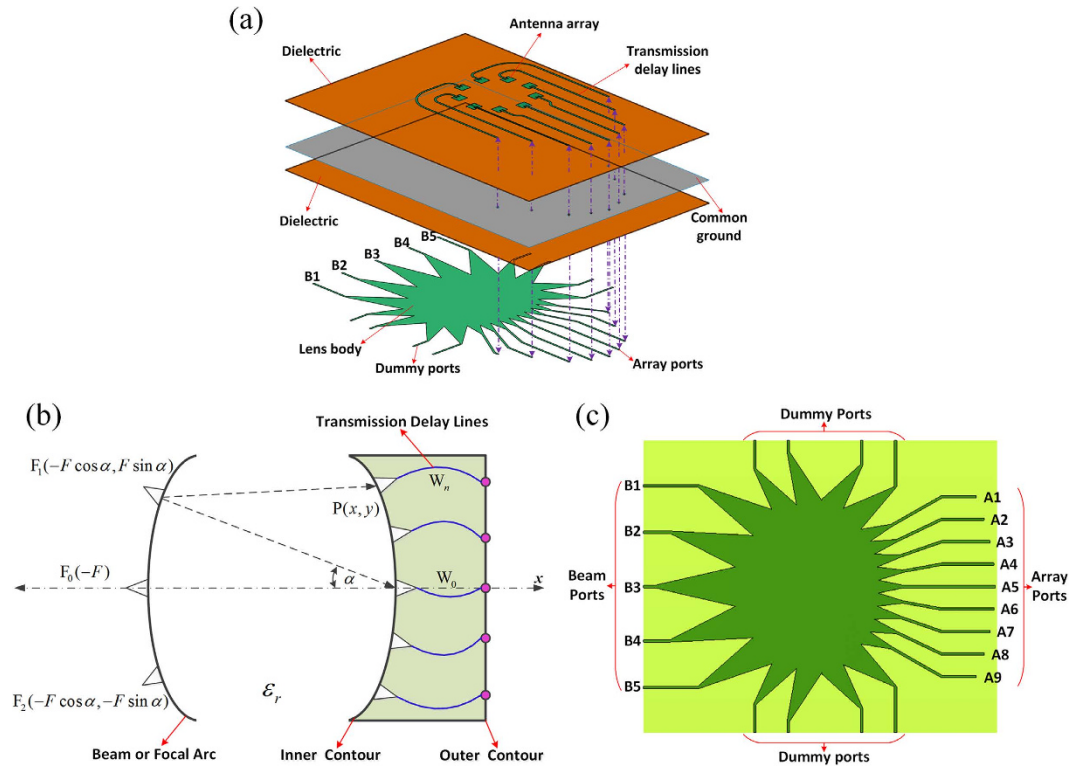 (a)
Antenna array
Dielectric
Transmission
delay lines
Dielectric
Common
ground
B5
B4
B3
B2
B1
Lens body
Dummy ports
Array ports
(b)
Transmission Delay Lines
F₁(−F cos α, F sin α)
Wₙ
P(x, y)
F₀(−F)
α
W₀
x
F₂(−F cos α, −F sin α)
εᵣ
Beam or Focal Arc
Inner Contour
Outer Contour
(c)
Dummy Ports
B1
B2
Beam
Ports
B3
B4
B5
A1
A2
A3
A4
A5
A6
A7
A8
A9
Array
Ports
Dummy ports